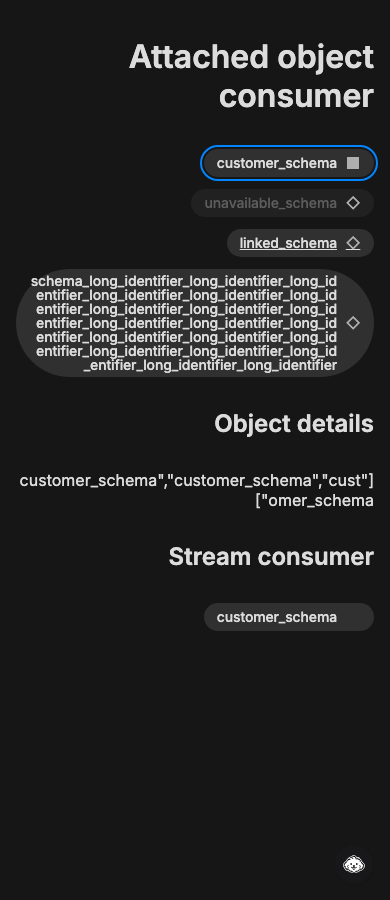 Attached object
consumer
customer_schema
unavailable_schema
linked_schema
schema_long_identifier_long_identifier_long_id
entifier_long_identifier_long_identifier_long_id
entifier_long_identifier_long_identifier_long_id
entifier_long_identifier_long_identifier_long_id
entifier_long_identifier_long_identifier_long_id
entifier_long_identifier_long_identifier_long_id
_entifier_long_identifier_long_identifier
Object details
customer_schema","customer_schema","cust"]
["omer_schema
Stream consumer
customer_schema